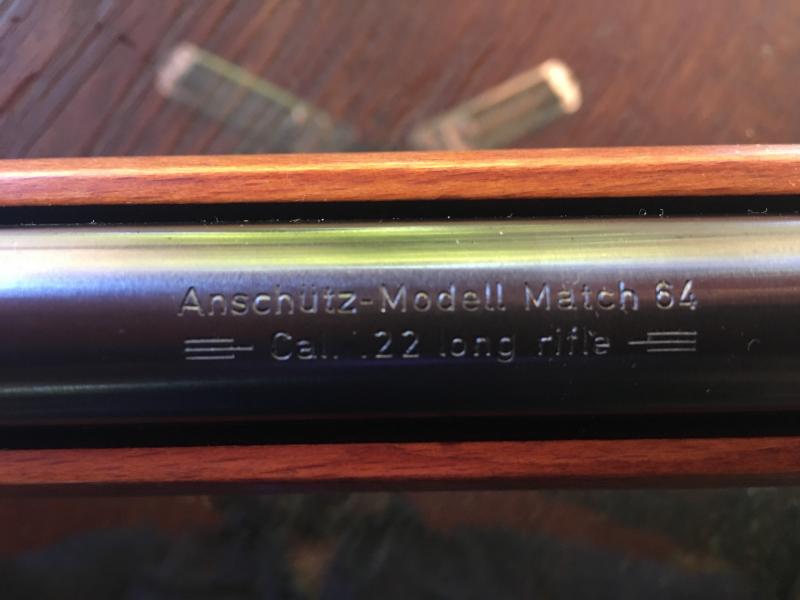 Anschütz-Modell Match 64
Cal. .22 long rifle